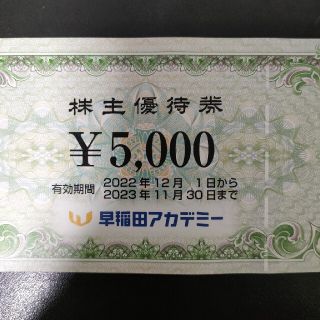 株主優待券
¥5,000
有効期間 2022年12月 1日から
2023年11月30日まで
早稲田アカデミー